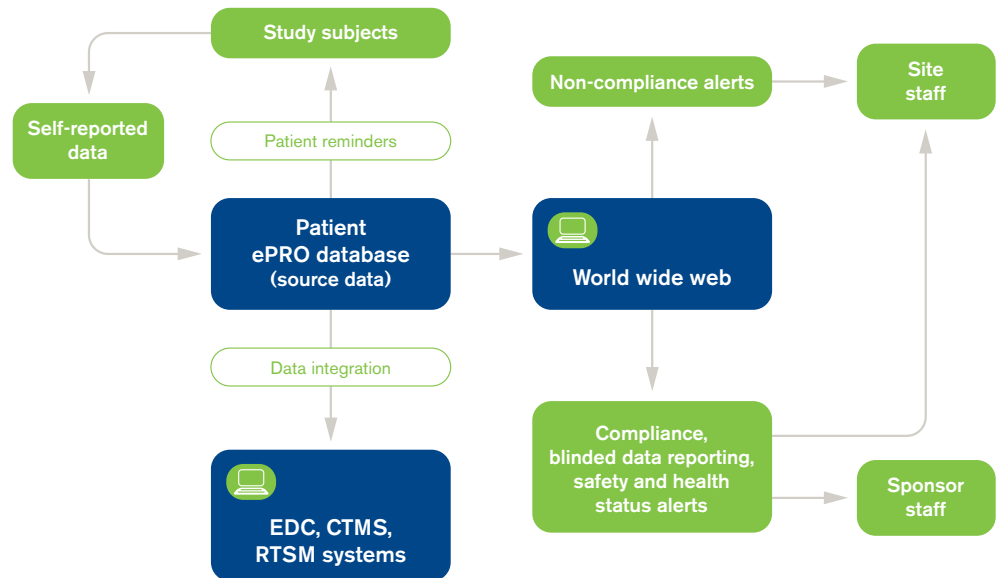 Study subjects
Non-compliance alerts
Site
staff
Self-reported
data
Patient reminders
Patient
ePRO database
(source data)
World wide web
Data integration
Compliance,
blinded data reporting,
safety and health
status alerts
Sponsor
staff
EDC, CTMS,
RTSM systems